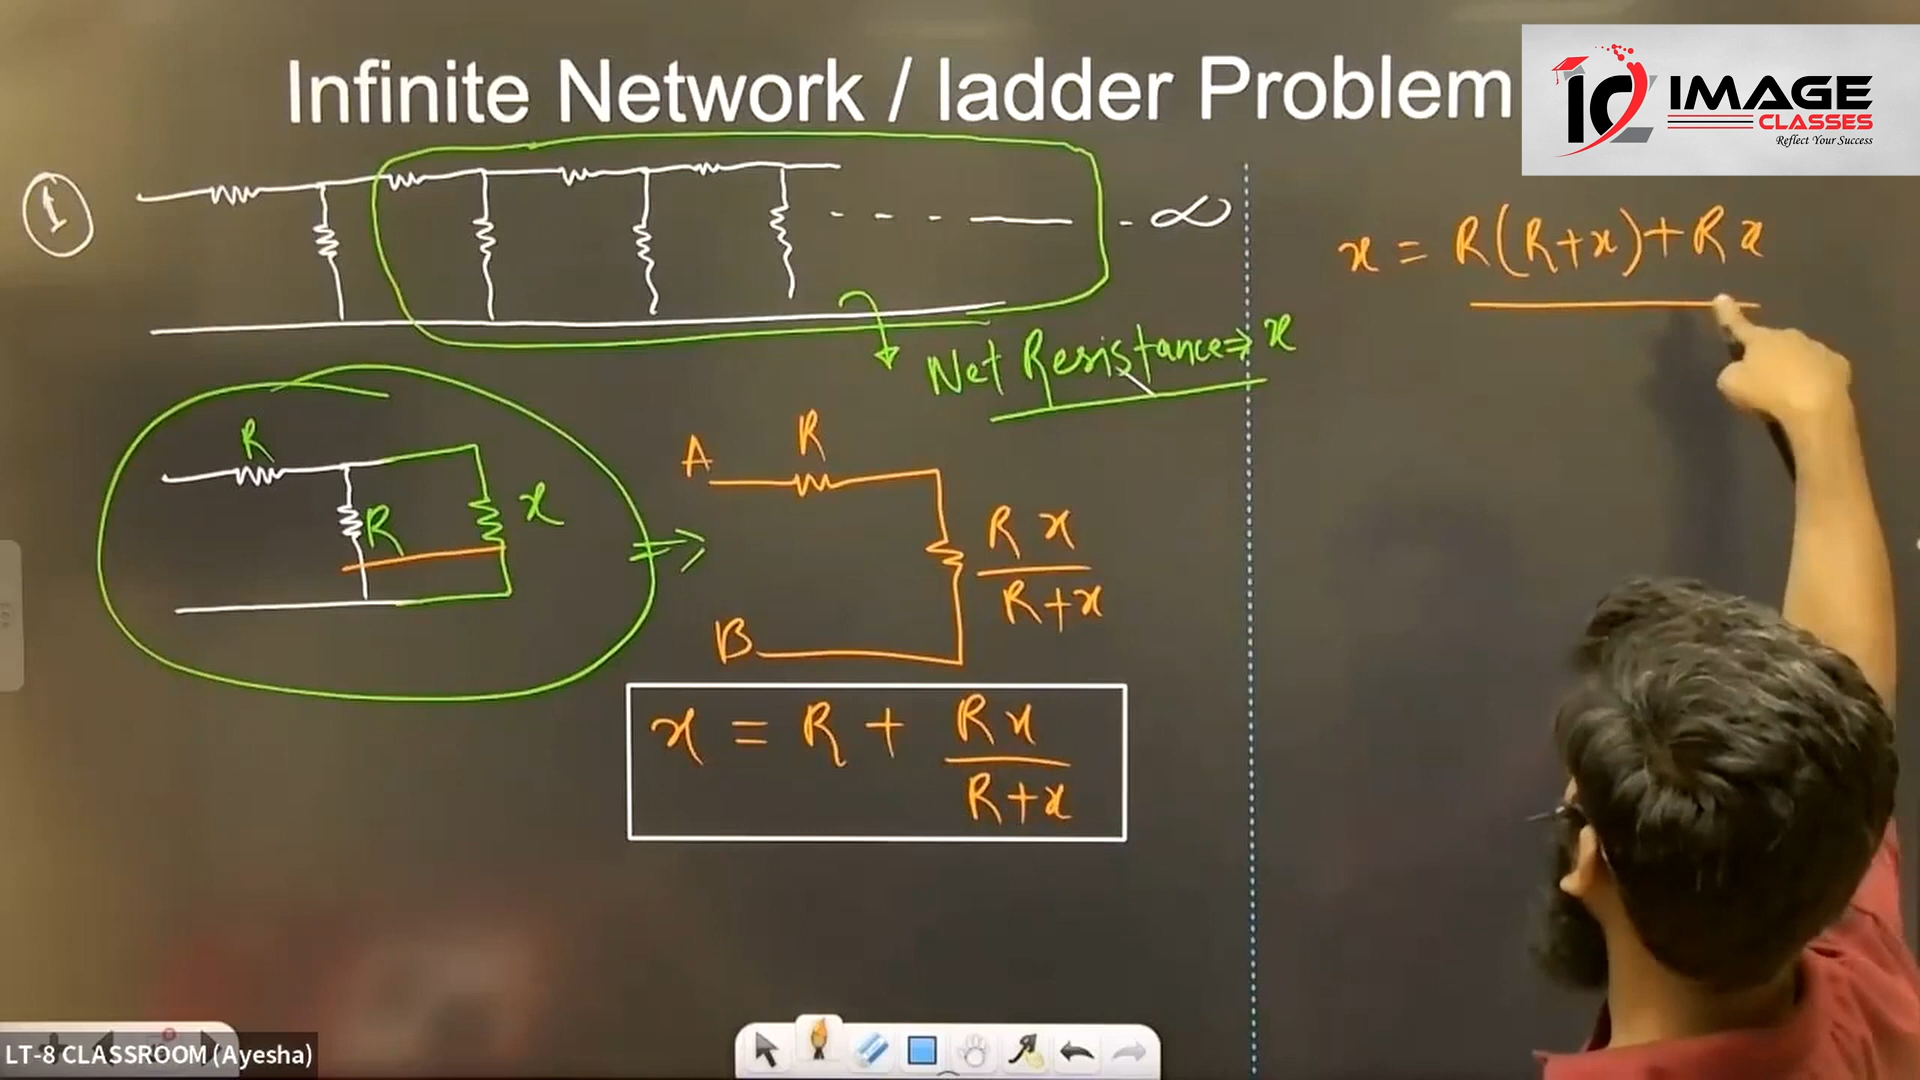 Infinite Network / ladder Problem
IC IMAGE
CLASSES
Reflect Your Success
1
- - - - ∞
Net Resistance ⇒ x
R
R
x
⇒
A
R
Rx
R+x
B
x = R + Rx
R+x
x = R(R+x)+Rx
LT-8 CLASSROOM (Ayesha)